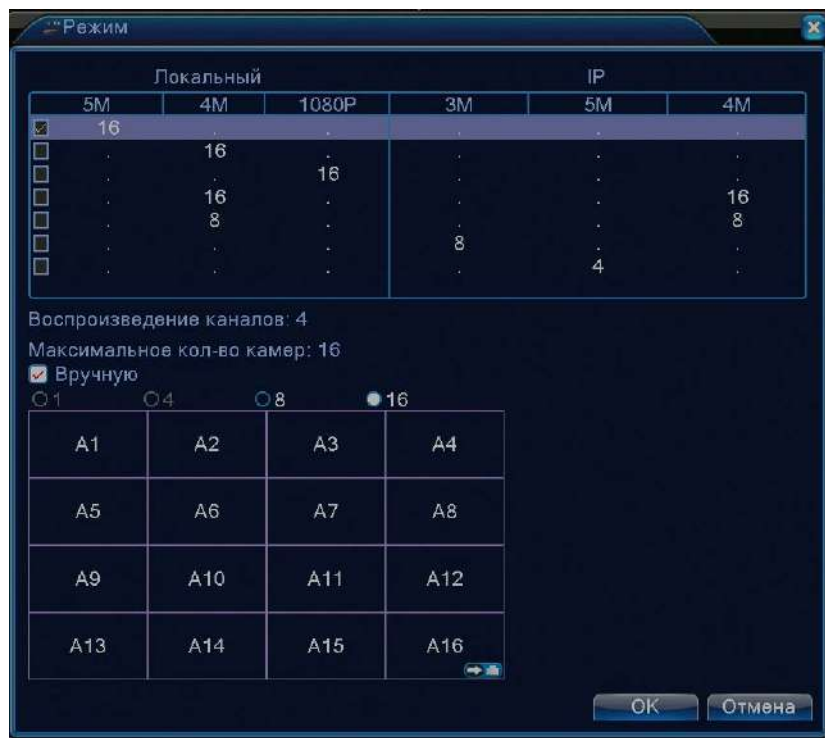 Режим
Локальный IP
5M 4M 1080P 3M 5M 4M
16 . . . . .
. 16 . . . .
. . 16 . . .
. 16 . . . 16
. 8 . . . 8
. . . 8 . .
. . . . 4 .
Воспроизведение каналов: 4
Максимальное кол-во камер: 16
Вручную
1 4 8 16
A1 A2 A3 A4
A5 A6 A7 A8
A9 A10 A11 A12
A13 A14 A15 A16
OK Отмена